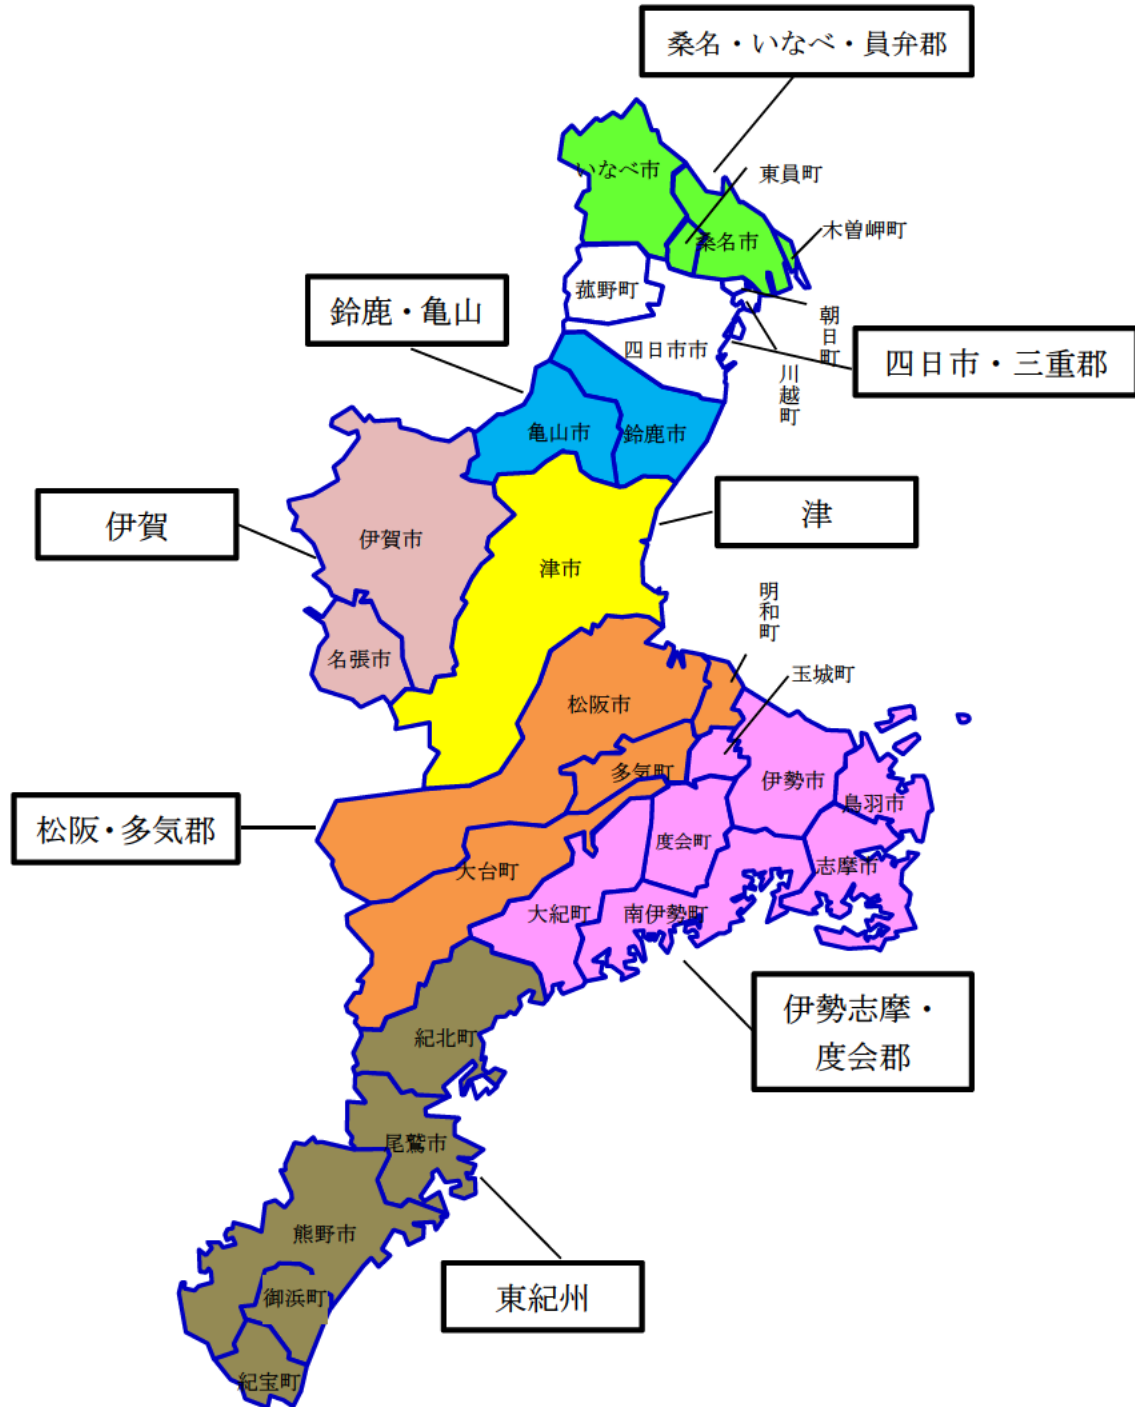 桑名・いなべ・員弁郡
いなべ市
東員町
桑名市
木曽岬町
菰野町
朝日町
鈴鹿・亀山
四日市市
川越町
四日市・三重郡
亀山市
鈴鹿市
伊賀
津
伊賀市
津市
明和町
名張市
玉城町
松阪市
多気町
伊勢市
鳥羽市
松阪・多気郡
度会町
大台町
志摩市
大紀町
南伊勢町
伊勢志摩・
度会郡
紀北町
尾鷲市
熊野市
東紀州
御浜町
紀宝町